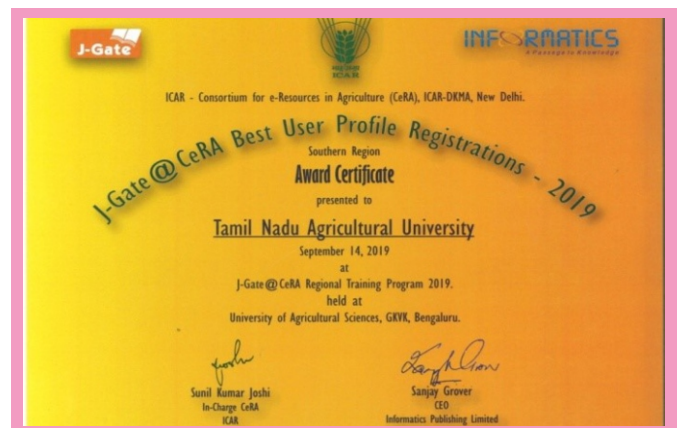 J-Gate
ICAR
INFORMATICS
A Passage to Knowledge
ICAR - Consortium for e-Resources in Agriculture (CeRA), ICAR-DKMA, New Delhi.
J-Gate@CeRA Best User Profile Registrations - 2019
Southern Region
Award Certificate
presented to
Tamil Nadu Agricultural University
September 14, 2019
at
J-Gate@CeRA Regional Training Program 2019.
held at
University of Agricultural Sciences, GKVK, Bengaluru.
Sunil Kumar Joshi
In-Charge CeRA
ICAR
Sanjay Grover
CEO
Informatics Publishing Limited